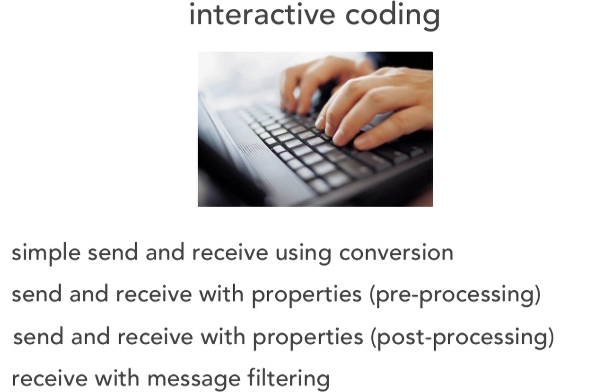 interactive coding
simple send and receive using conversion
send and receive with properties (pre-processing)
send and receive with properties (post-processing)
receive with message filtering